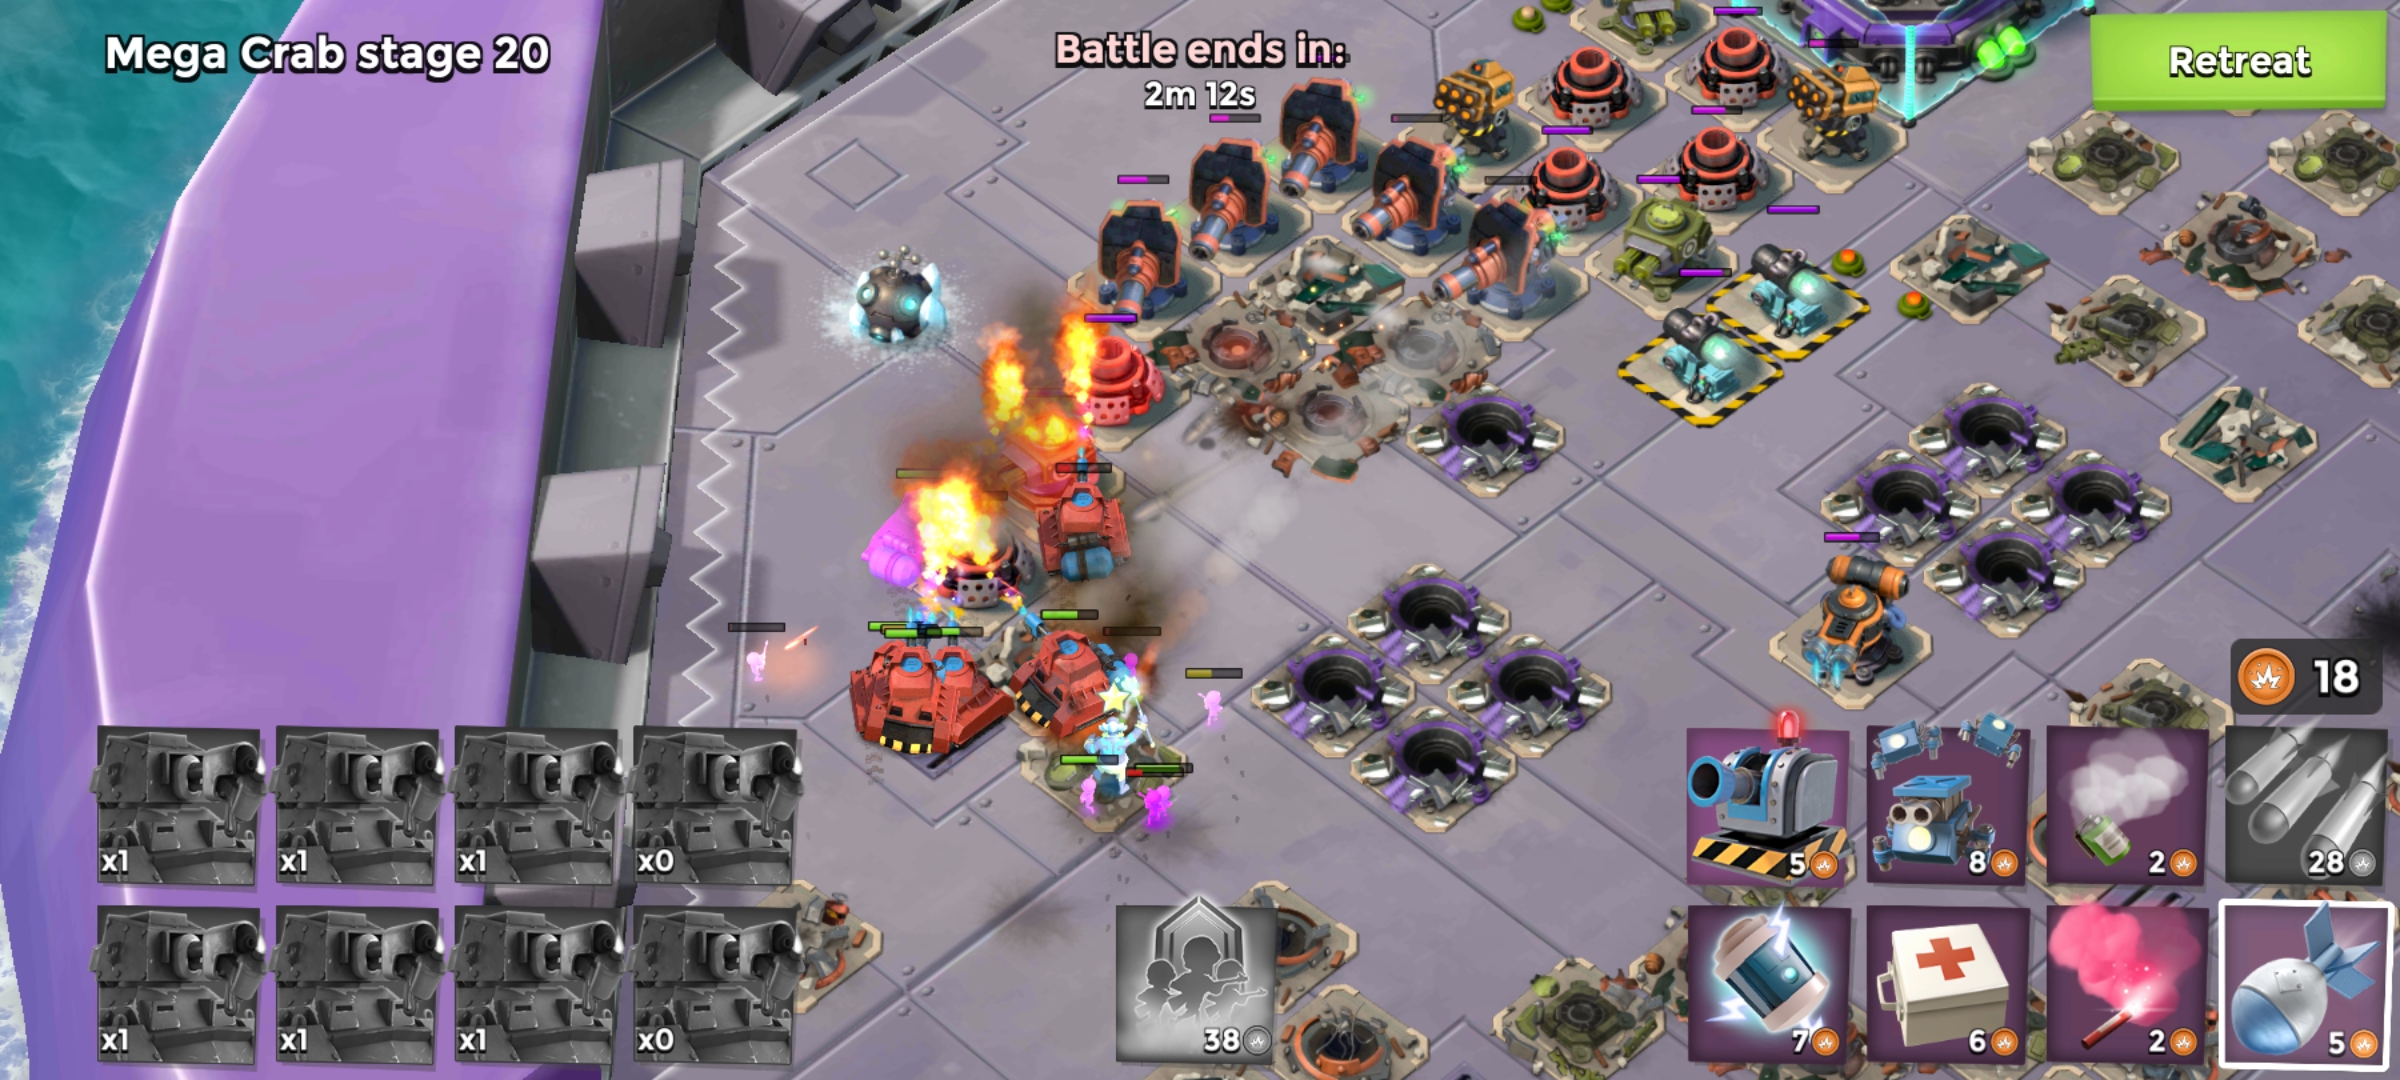 Mega Crab stage 20
Battle ends in:
2m 12s
Retreat
18
x1
x1
x1
x0
5
8
2
28
x1
x1
x1
x0
38
7
6
2
5